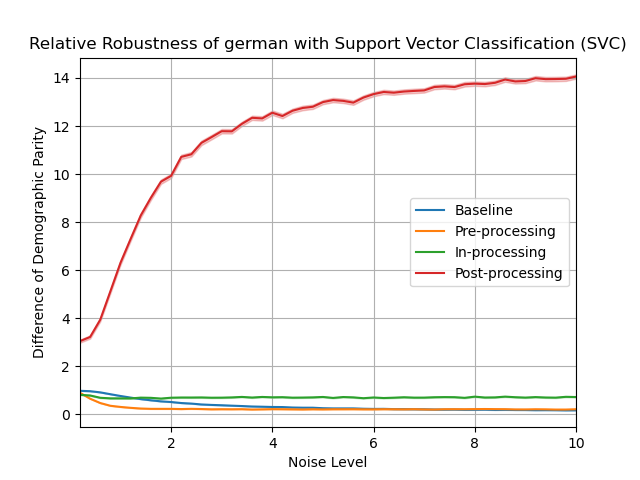 Relative Robustness of german with Support Vector Classification (SVC)
Difference of Demographic Parity
14
12
10
8
6
4
2
0
Baseline
Pre-processing
In-processing
Post-processing
2 4 6 8 10
Noise Level